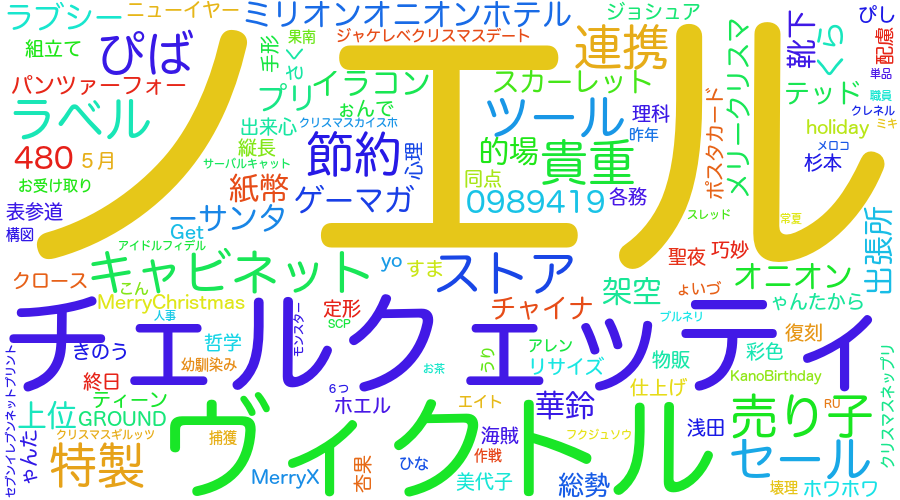 ラブシー
ニューイヤー
ミリオンオニオンホテル
ジョシュア
ぴし
組立て
ぴば
手形
果南
さく
ジャケレベクリスマスデート
連携
メリークリスマ
靴下
くら
配慮
単品
パンツァーフォー
プリ
イラコン
スカーレット
ノエル
テッド
職員
クレネル
ミキ
ラベル
ぉんで
クリスマスカイスホ
ツール
理科
昨年
ポスタカード
holiday
メロコ
出来心
縦長
サーバルキャット
節約
心理
的場
貴重
杉本
480
5月
お受け取り
紙幣
ゲーマガ
同点
0989419
各務
表参道
構図
ーサンタ
Get
スレッド
常夏
出張所
アイドルフィデル
キャビネット
yo
すま
ストア
聖夜
巧妙
オニオン
クロース
こん
MerryChristmas
人事
定形
SCP
チャイナ
架空
ょいづ
ゃんたから
プルネリ
チェルクェッティ
モンスター
きのう
哲学
幼馴染み
お茶
うり
アレン
リサイズ
物販
彩色
復刻
終日
6つ
KanoBirthday
クリスマスネップリ
セブンイレブンネットプリント
ティーン
GROUND
上位
ホエル
エイト
華鈴
仕上げ
売り子
RU
ヴィクトル
クリスマスギルッツ
捕獲
海賊
作戦
フクジュソウ
浅田
ゃんた
特製
MerryX
杏果
ひな
美代子
総勢
セール
壊理
ホワホワ